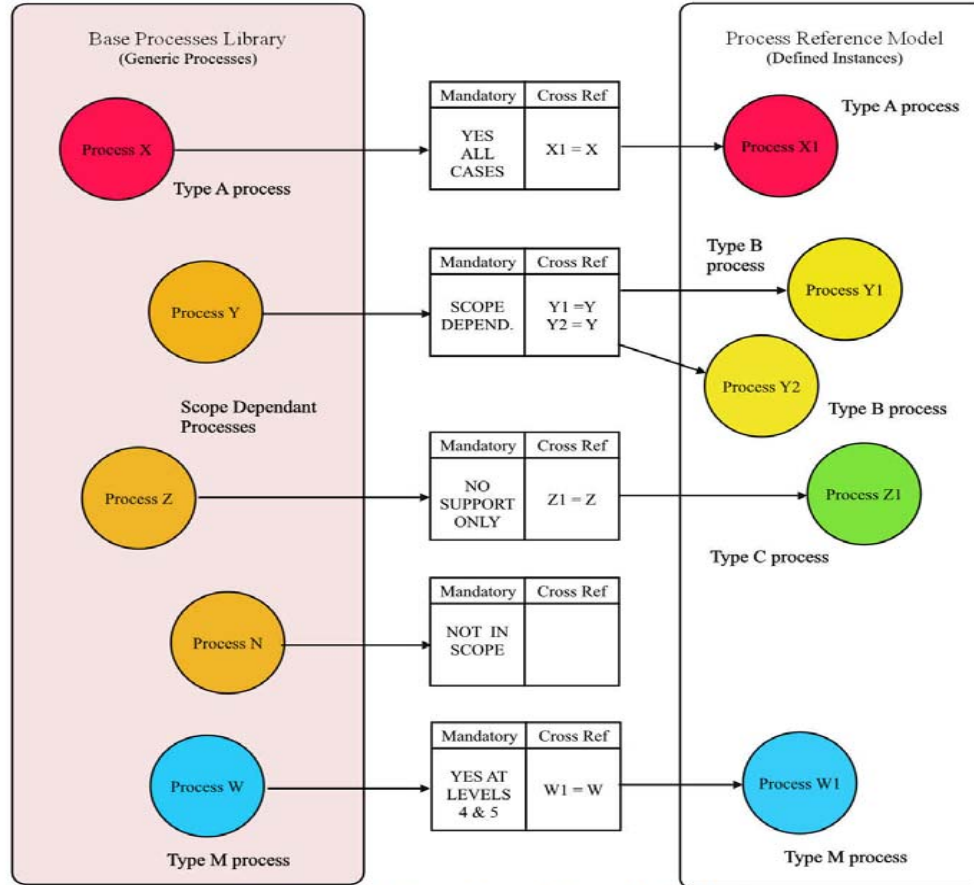 Base Processes Library
(Generic Processes)
Process Reference Model
(Defined Instances)
Process X
Type A process
Mandatory
Cross Ref
YES
ALL
CASES
X1 = X
Type A process
Process X1
Process Y
Mandatory
Cross Ref
SCOPE
DEPEND.
Y1 =Y
Y2 = Y
Type B
process
Process Y1
Process Y2
Type B process
Scope Dependant
Processes
Process Z
Mandatory
Cross Ref
NO
SUPPORT
ONLY
Z1 = Z
Process Z1
Type C process
Process N
Mandatory
Cross Ref
NOT IN
SCOPE
Process W
Type M process
Mandatory
Cross Ref
YES AT
LEVELS
4 & 5
W1 = W
Process W1
Type M process